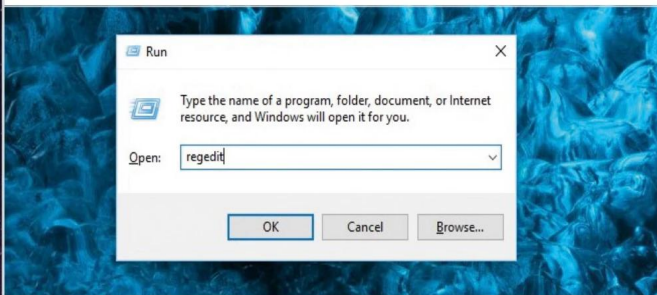 Run
Type the name of a program, folder, document, or Internet
resource, and Windows will open it for you.
Open: regedit
OK Cancel Browse...